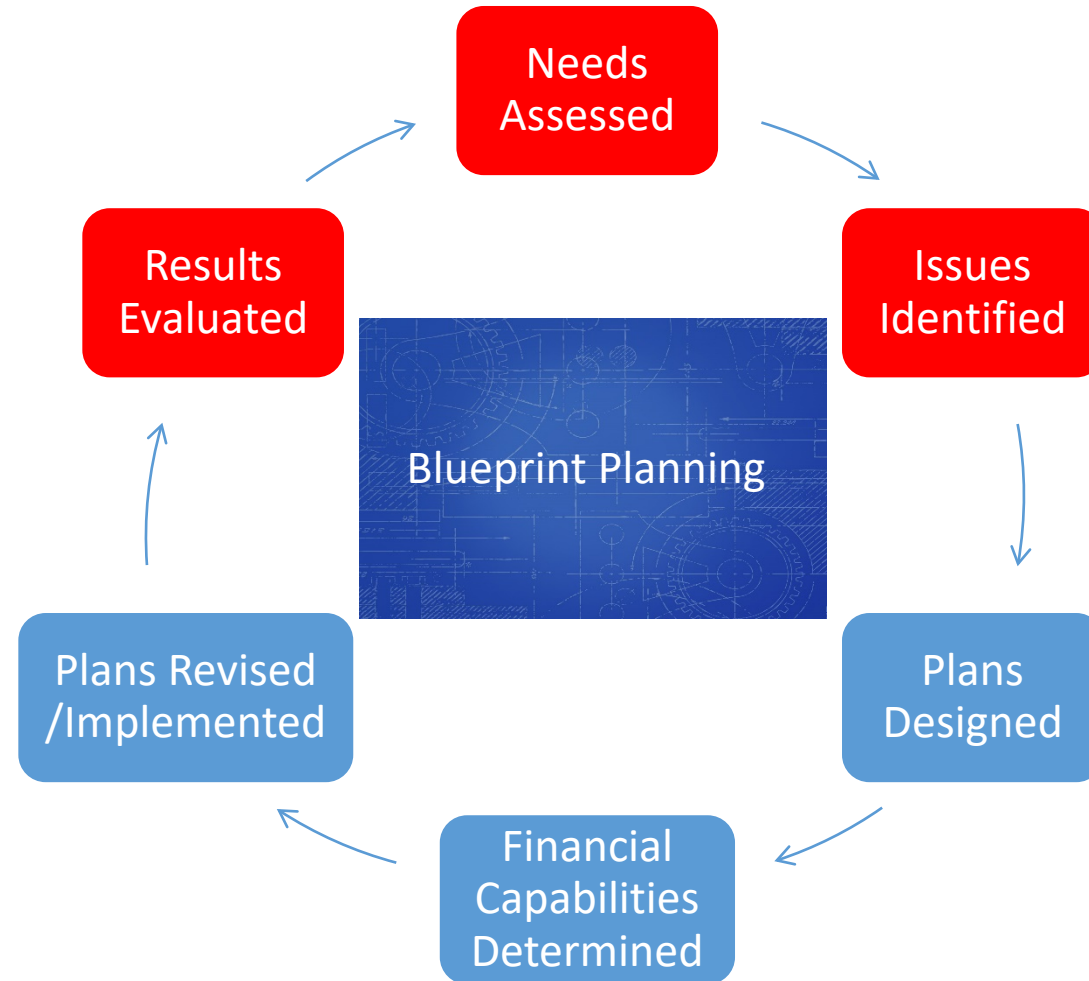 Needs
Assessed
Issues
Identified
Plans
Designed
Financial
Capabilities
Determined
Plans Revised
/Implemented
Results
Evaluated
Blueprint Planning